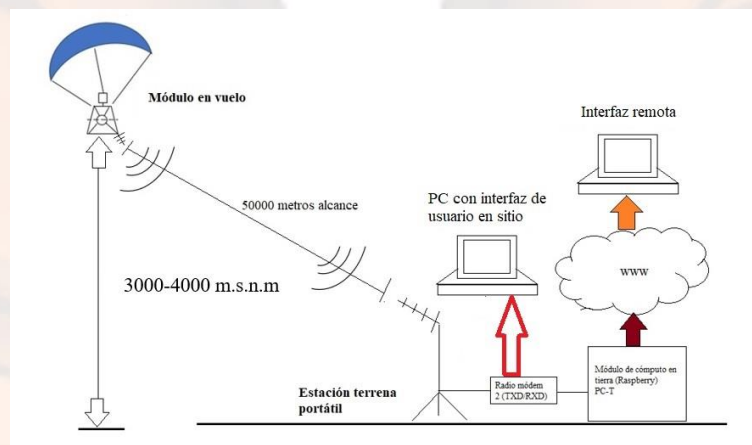 Módulo en vuelo
Interfaz remota
50000 metros alcance
PC con interfaz de
usuario en sitio
3000-4000 m.s.n.m
www
Estación terrena
portátil
Radio módem
2 (TXD/RXD)
Módulo de cómputo en
tierra (Raspberry)
PC-T